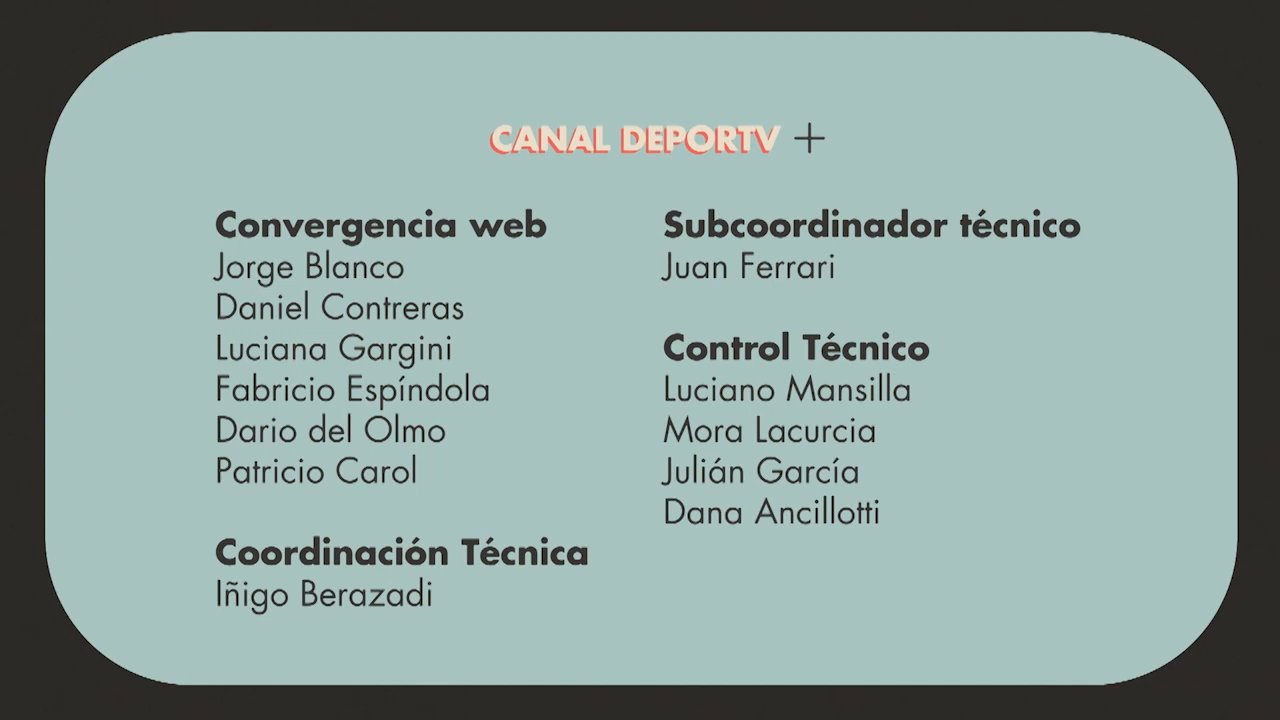 CANAL DEPORTV +
Convergencia web
Jorge Blanco
Daniel Contreras
Luciana Gargini
Fabricio Espíndola
Dario del Olmo
Patricio Carol
Coordinación Técnica
Iñigo Berazadi
Subcoordinador técnico
Juan Ferrari
Control Técnico
Luciano Mansilla
Mora Lacurcia
Julián García
Dana Ancillotti